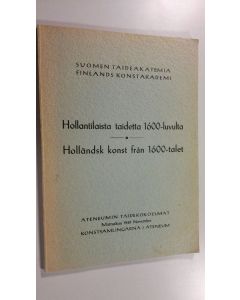 SUOMEN TAIDEAKATEMIA
FINLANDS KONSTAKADEMI
Hollantilaista taidetta 1600-luvulta
Holländsk konst från 1600-talet
ATENEUMIN TAIDEKOKOELMAT
KONSTSAMLINGARNA I ATENEUM